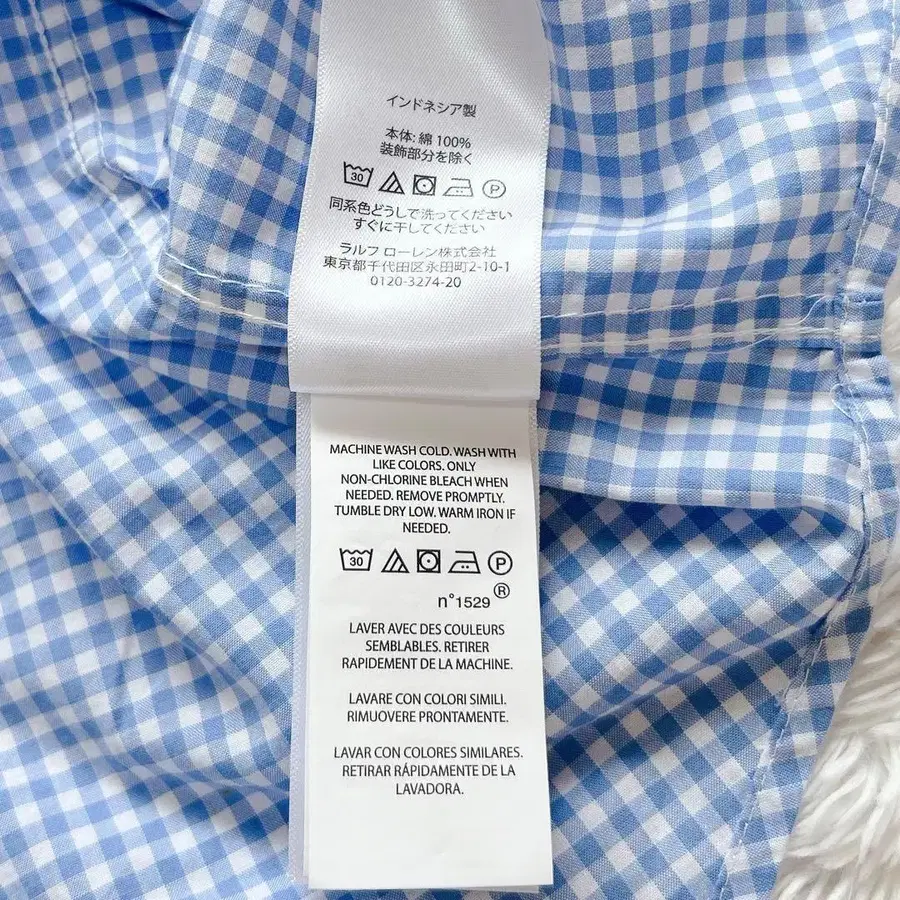 インドネシア製
本体: 綿 100%
装飾部分を除く
30 P
同系色どうしで洗ってください
すぐに干してください
ラルフ ローレン株式会社
東京都千代田区永田町2-10-1
0120-3274-20
MACHINE WASH COLD. WASH WITH
LIKE COLORS. ONLY
NON-CHLORINE BLEACH WHEN
NEEDED. REMOVE PROMPTLY.
TUMBLE DRY LOW. WARM IRON IF
NEEDED.
30 P
n°1529 ®
LAVER AVEC DES COULEURS
SEMBLABLES. RETIRER
RAPIDEMENT DE LA MACHINE.
LAVARE CON COLORI SIMILI.
RIMUOVERE PRONTAMENTE.
LAVAR CON COLORES SIMILARES.
RETIRAR RÁPIDAMENTE DE LA
LAVADORA.